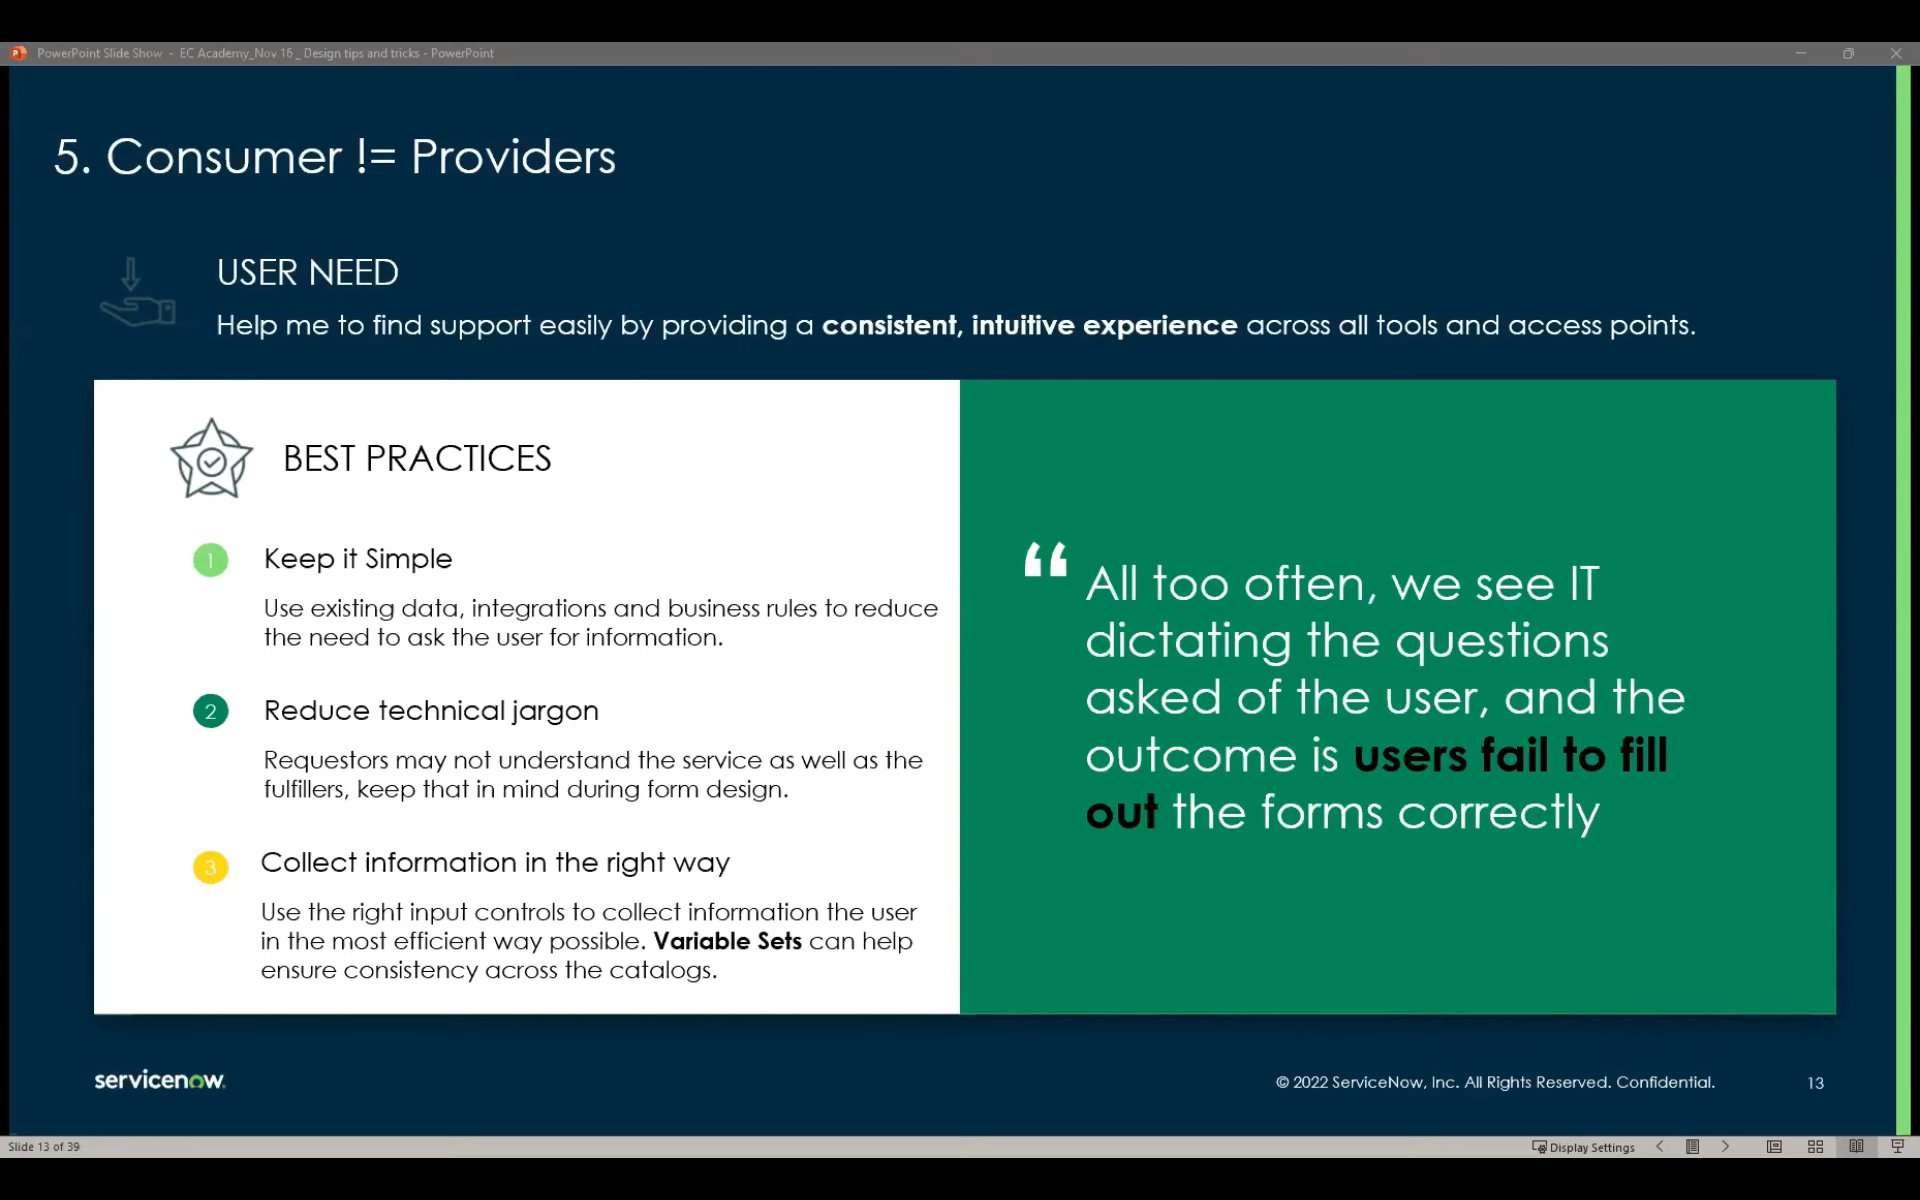 PowerPoint Slide Show - EC Academy_Nov 16 _ Design tips and tricks - PowerPoint
5. Consumer != Providers
USER NEED
Help me to find support easily by providing a consistent, intuitive experience across all tools and access points.
BEST PRACTICES
1 Keep it Simple
Use existing data, integrations and business rules to reduce
the need to ask the user for information.
2 Reduce technical jargon
Requestors may not understand the service as well as the
fulfillers, keep that in mind during form design.
3 Collect information in the right way
Use the right input controls to collect information the user
in the most efficient way possible. Variable Sets can help
ensure consistency across the catalogs.
“ All too often, we see IT
dictating the questions
asked of the user, and the
outcome is users fail to fill
out the forms correctly
servicenow.
© 2022 ServiceNow, Inc. All Rights Reserved. Confidential.
13
Slide 13 of 39
Display Settings